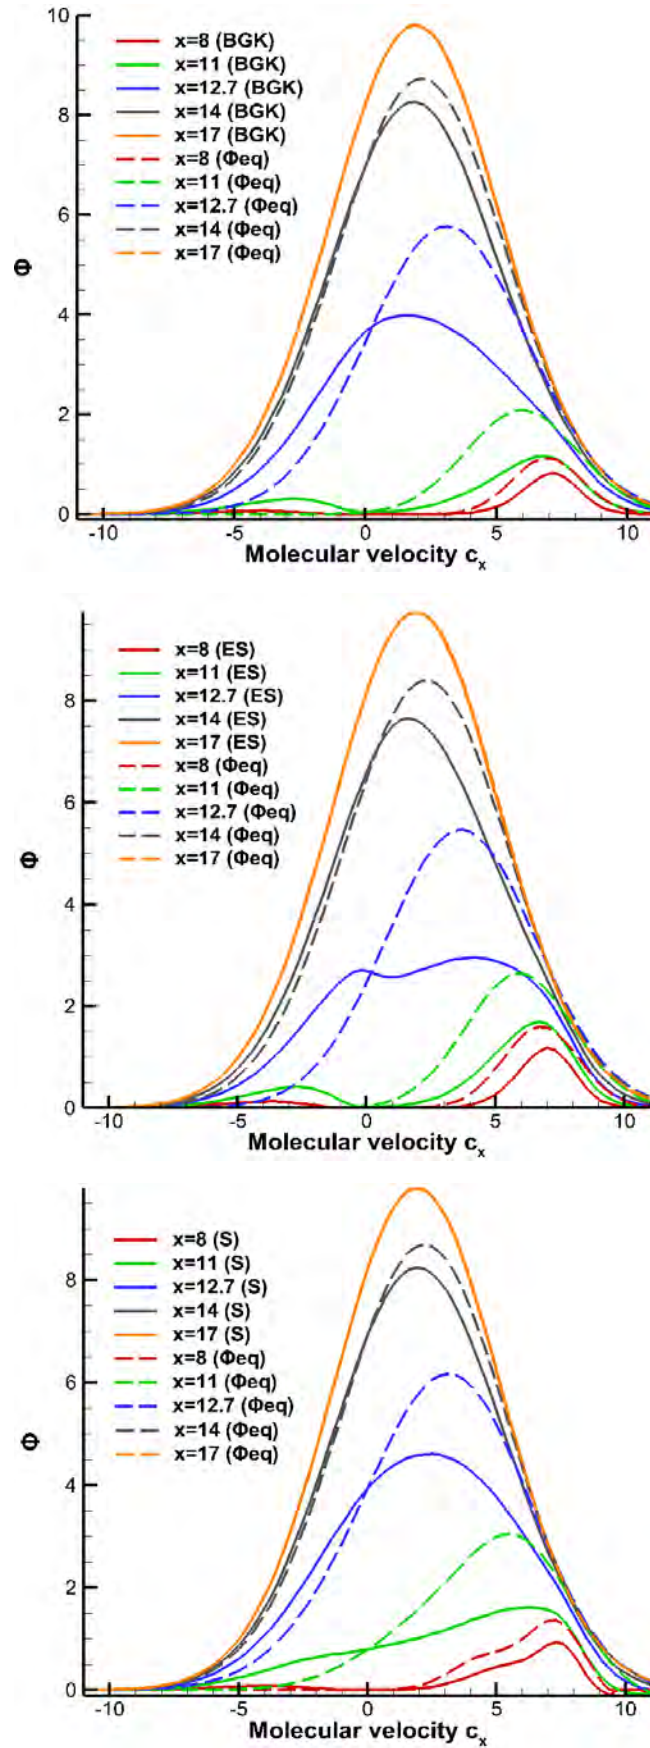 10
x=8 (BGK)
x=11 (BGK)
x=12.7 (BGK)
x=14 (BGK)
x=17 (BGK)
x=8 (Φeq)
x=11 (Φeq)
x=12.7 (Φeq)
x=14 (Φeq)
x=17 (Φeq)
8
6
Φ
4
2
0
-10 -5 0 5 10
Molecular velocity cₓ
x=8 (ES)
x=11 (ES)
x=12.7 (ES)
x=14 (ES)
x=17 (ES)
x=8 (Φeq)
x=11 (Φeq)
x=12.7 (Φeq)
x=14 (Φeq)
x=17 (Φeq)
8
6
Φ
4
2
0
-10 -5 0 5 10
Molecular velocity cₓ
x=8 (S)
x=11 (S)
x=12.7 (S)
x=14 (S)
x=17 (S)
x=8 (Φeq)
x=11 (Φeq)
x=12.7 (Φeq)
x=14 (Φeq)
x=17 (Φeq)
8
6
Φ
4
2
0
-10 -5 0 5 10
Molecular velocity cₓ